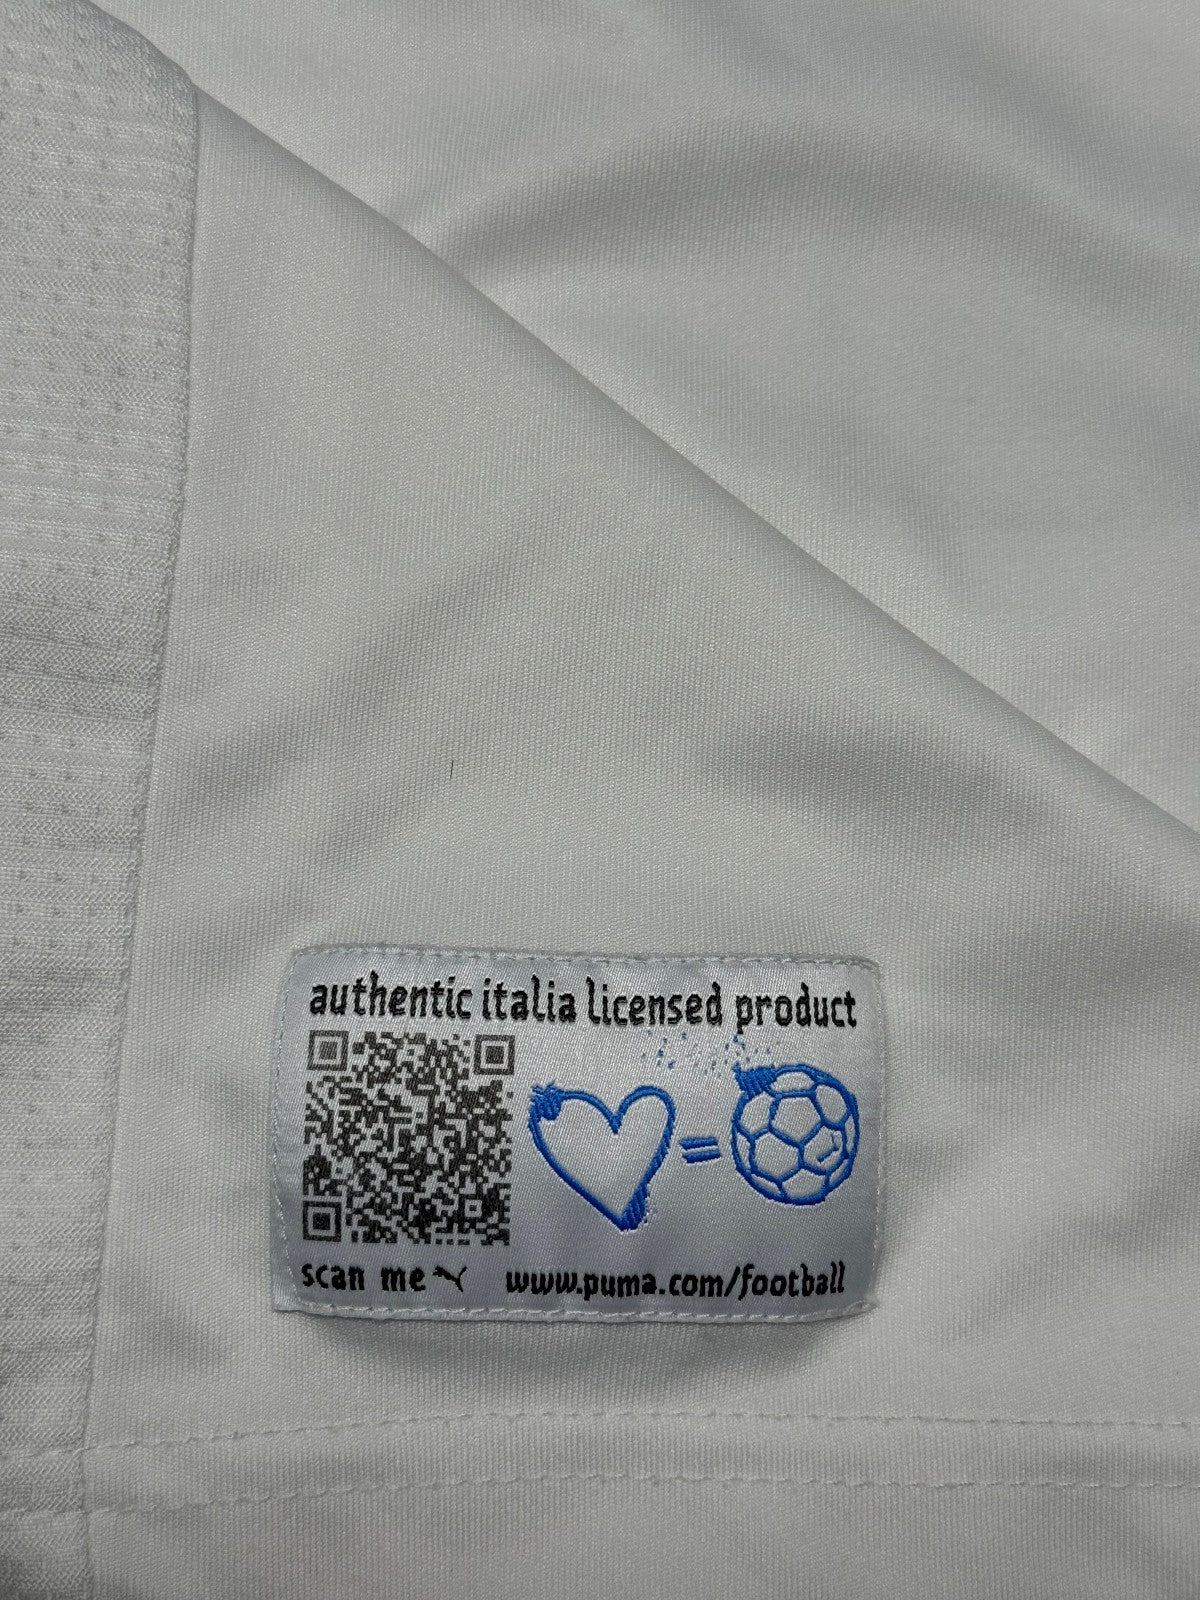 authentic italia licensed product
=
scan me
www.puma.com/football